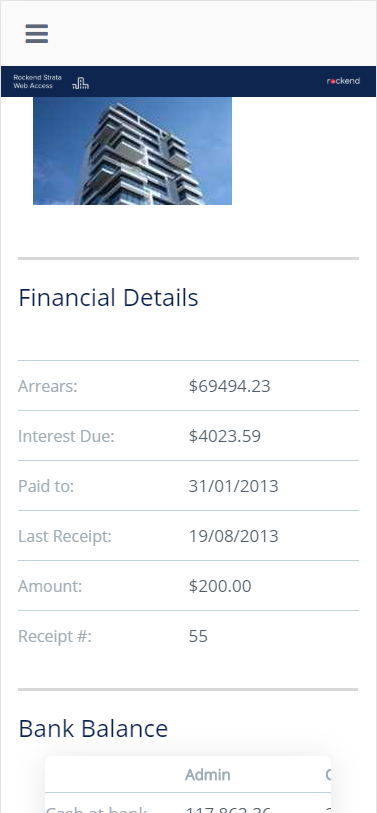 Rockend Strata
Web Access
rockend
Financial Details
Arrears: $69494.23
Interest Due: $4023.59
Paid to: 31/01/2013
Last Receipt: 19/08/2013
Amount: $200.00
Receipt #: 55
Bank Balance
Admin
Cash at bank 117,862.36